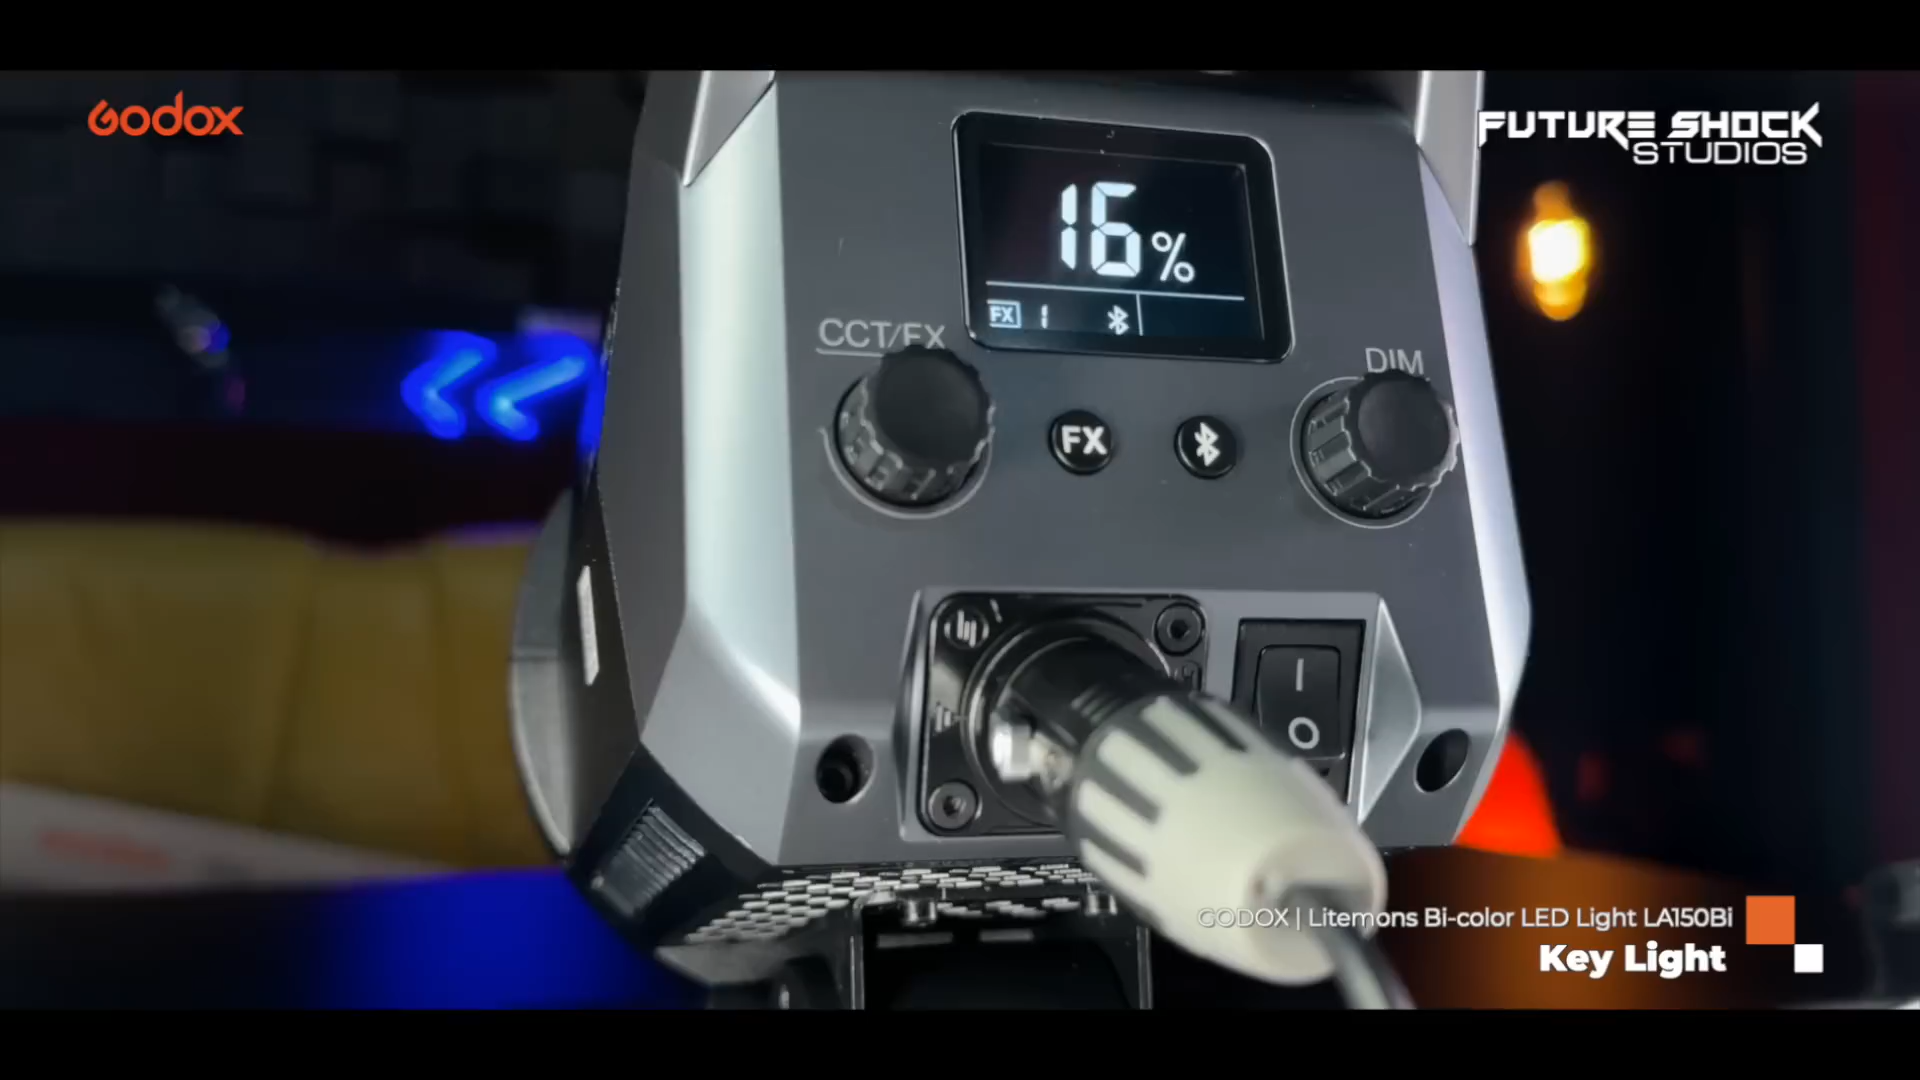 Godox
FUTURE SHOCK
STUDIOS
16%
FX 1
CCT/FX
DIM
FX
I
O
GODOX | Litemons Bi-color LED Light LA150Bi
Key Light